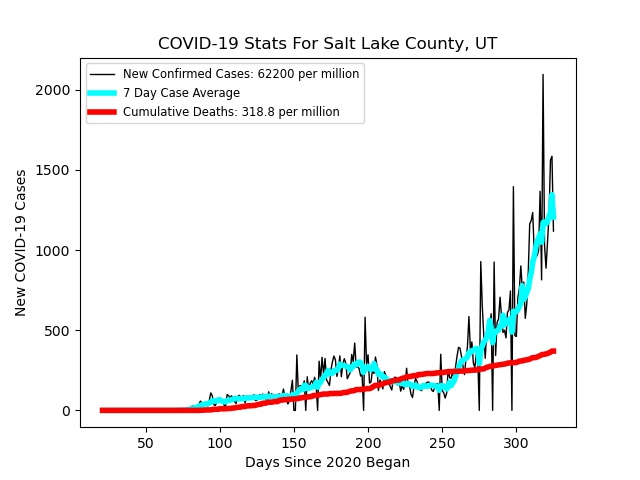 COVID-19 Stats For Salt Lake County, UT
New Confirmed Cases: 62200 per million
7 Day Case Average
Cumulative Deaths: 318.8 per million
New COVID-19 Cases
2000
1500
1000
500
0
50 100 150 200 250 300
Days Since 2020 Began